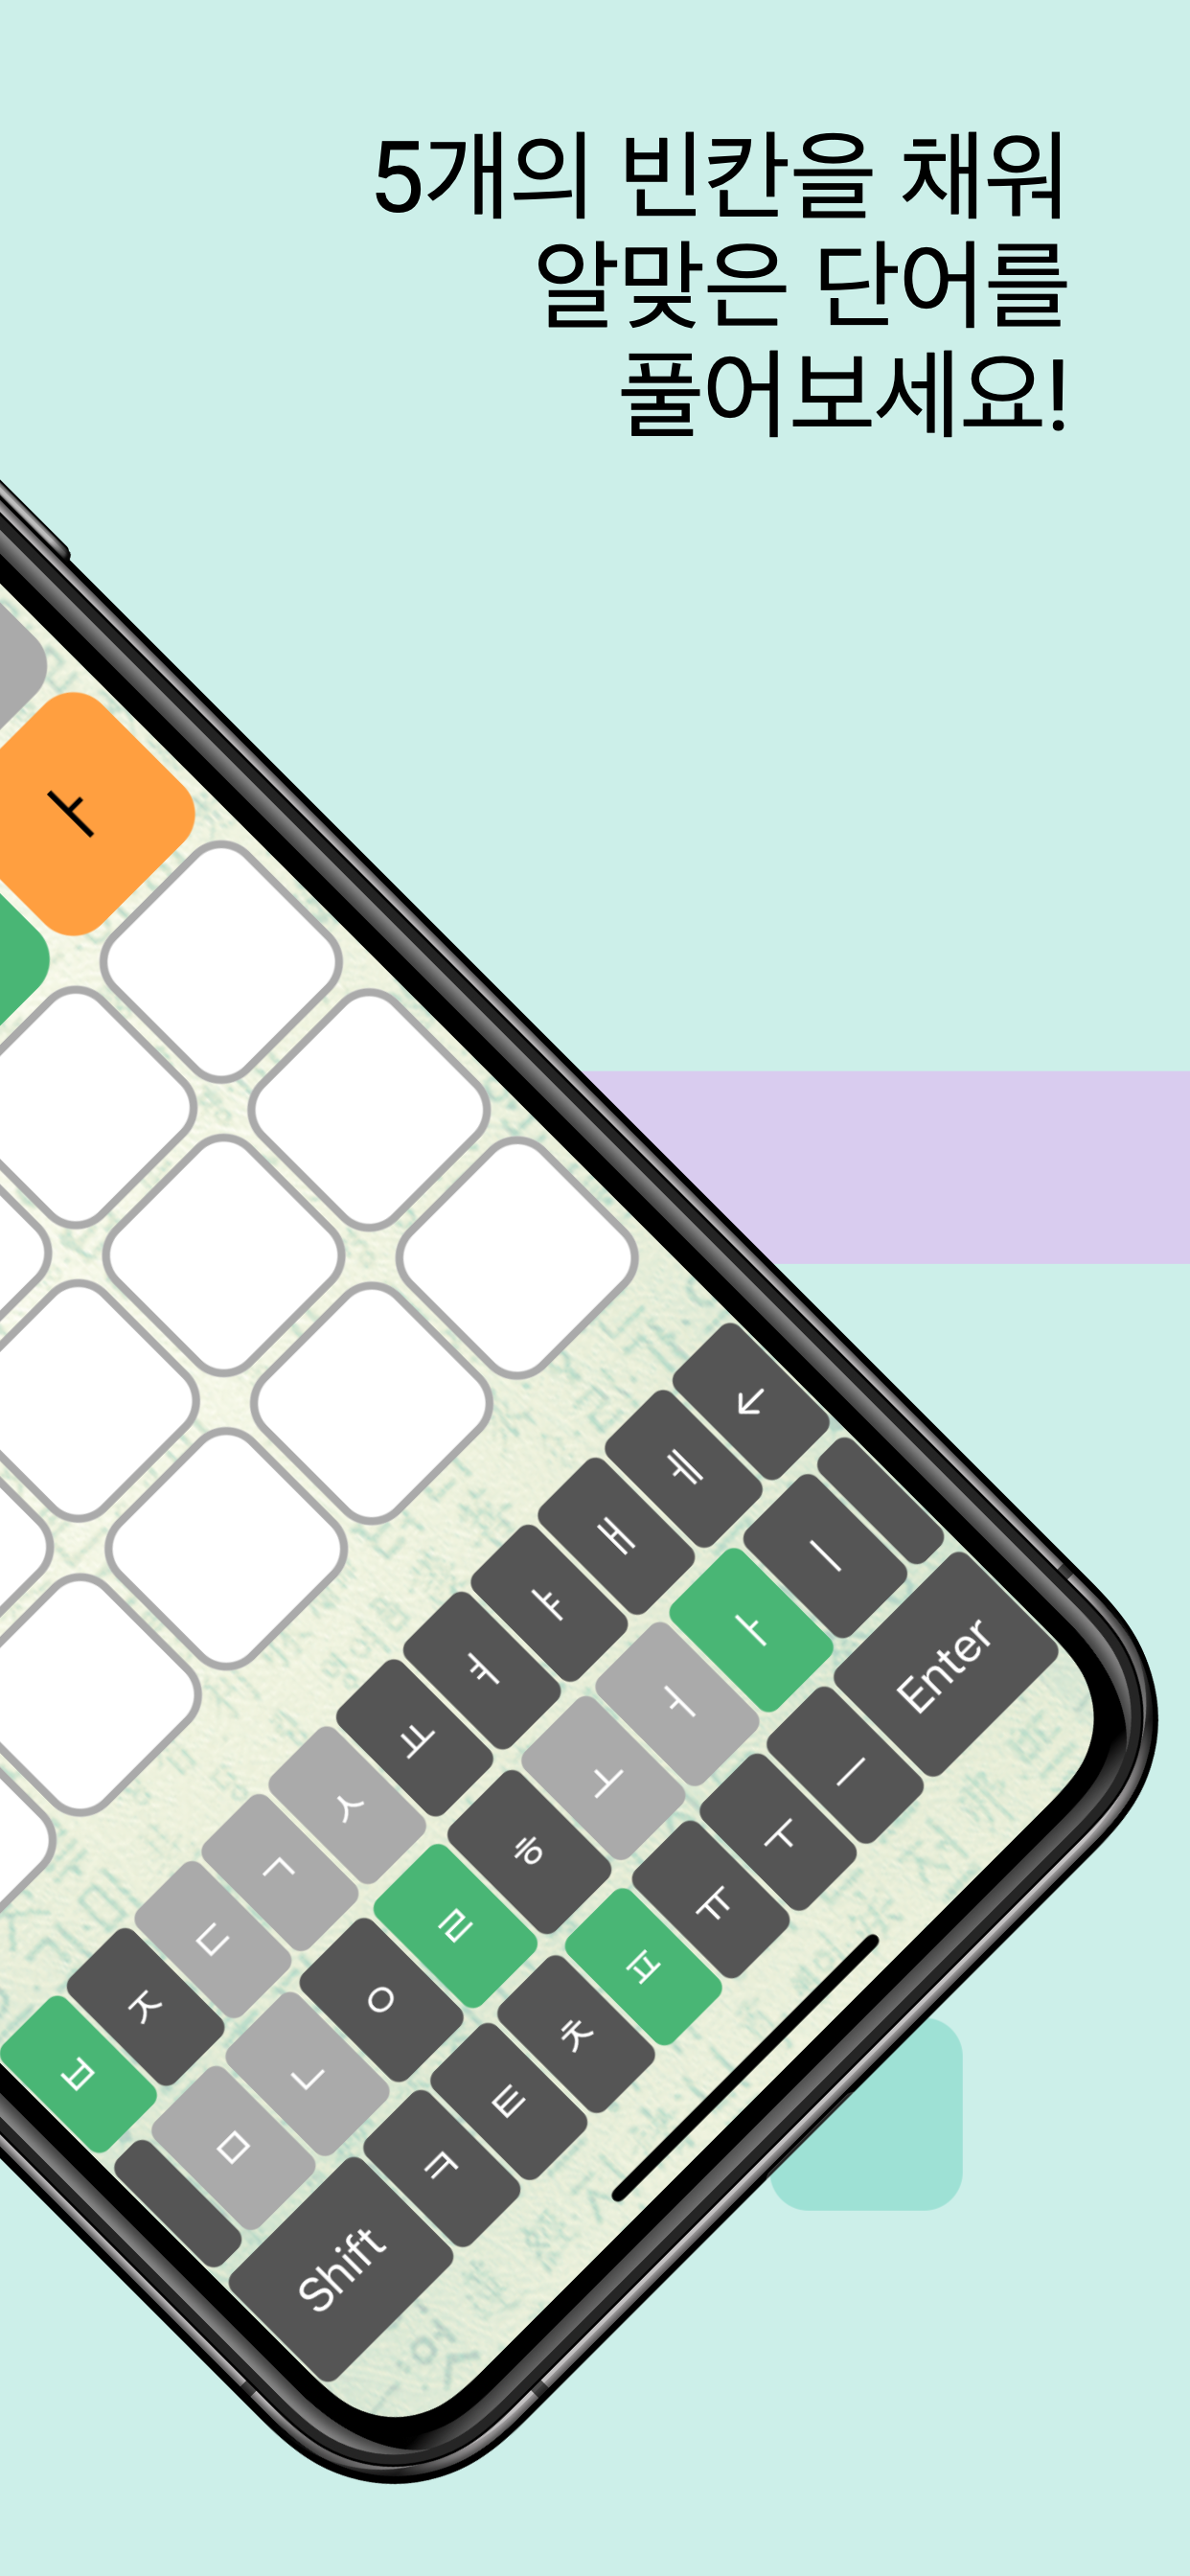 5개의 빈칸을 채워
알맞은 단어를
풀어보세요!
ㅏ
ㅂ ㅈ ㄷ ㄱ ㅅ ㅛ ㅕ ㅑ ㅐ ㅔ ←
ㅁ ㄴ ㅇ ㄹ ㅎ ㅗ ㅓ ㅏ ㅣ
Shift ㅋ ㅌ ㅊ ㅍ ㅠ ㅜ ㅡ Enter